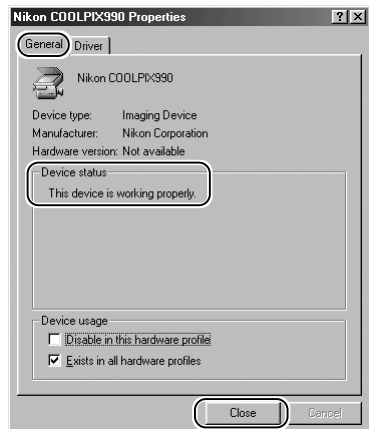 Nikon COOLPIX990 Properties
General Driver
Nikon COOLPIX990
Device type: Imaging Device
Manufacturer: Nikon Corporation
Hardware version: Not available
Device status
This device is working properly.
Device usage
Disable in this hardware profile
Exists in all hardware profiles
Close Cancel